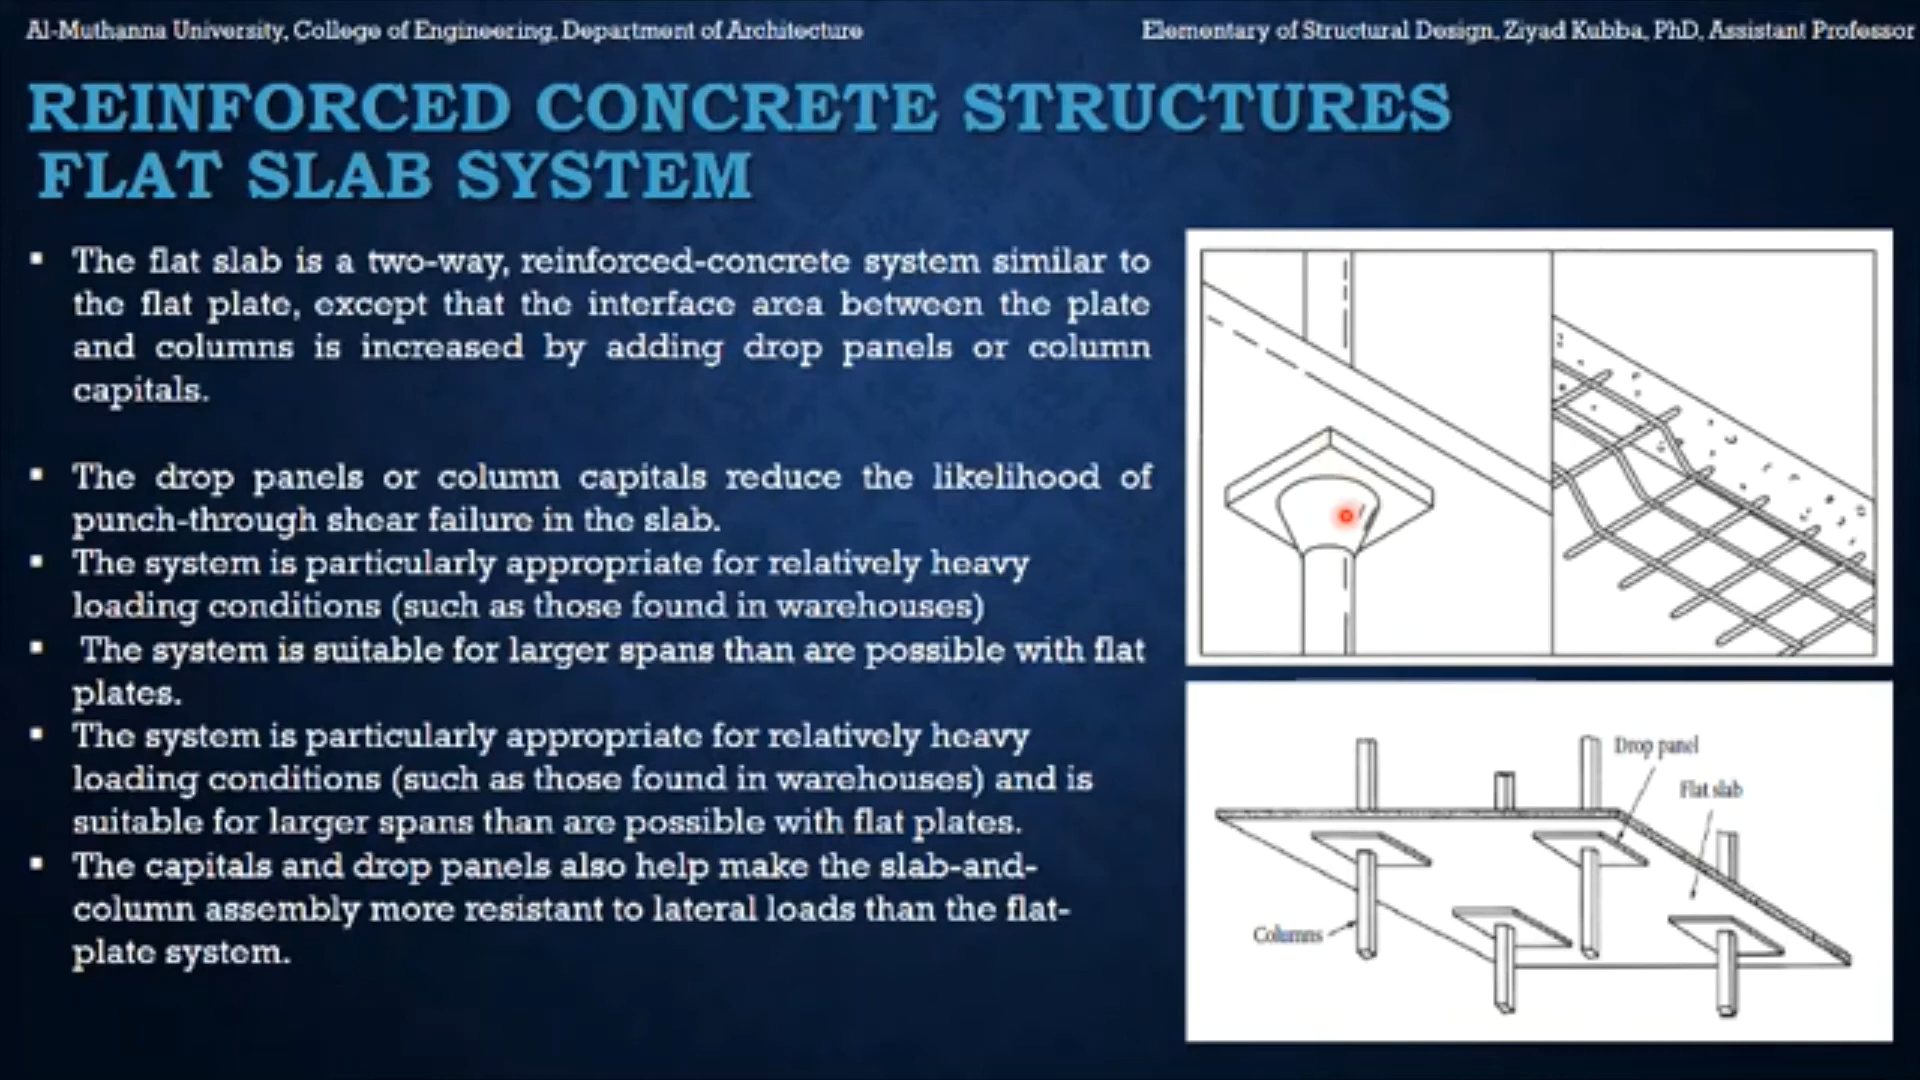 Al-Muthanna University, College of Engineering, Department of Architecture
Elementary of Structural Design, Ziyad Kubba, PhD, Assistant Professor
REINFORCED CONCRETE STRUCTURES
FLAT SLAB SYSTEM
▪ The flat slab is a two-way, reinforced-concrete system similar to
the flat plate, except that the interface area between the plate
and columns is increased by adding drop panels or column
capitals.
▪ The drop panels or column capitals reduce the likelihood of
punch-through shear failure in the slab.
▪ The system is particularly appropriate for relatively heavy
loading conditions (such as those found in warehouses)
▪ The system is suitable for larger spans than are possible with flat
plates.
▪ The system is particularly appropriate for relatively heavy
loading conditions (such as those found in warehouses) and is
suitable for larger spans than are possible with flat plates.
▪ The capitals and drop panels also help make the slab-and-
column assembly more resistant to lateral loads than the flat-
plate system.
Drop panel
Flat slab
Columns